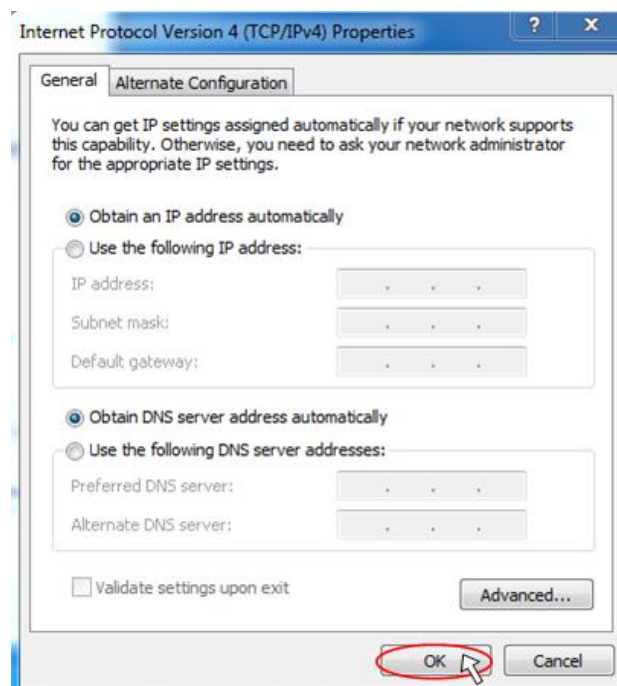 Internet Protocol Version 4 (TCP/IPv4) Properties
General
Alternate Configuration
You can get IP settings assigned automatically if your network supports
this capability. Otherwise, you need to ask your network administrator
for the appropriate IP settings.
Obtain an IP address automatically
Use the following IP address:
IP address:
Subnet mask:
Default gateway:
Obtain DNS server address automatically
Use the following DNS server addresses:
Preferred DNS server:
Alternate DNS server:
Validate settings upon exit
Advanced...
OK
Cancel